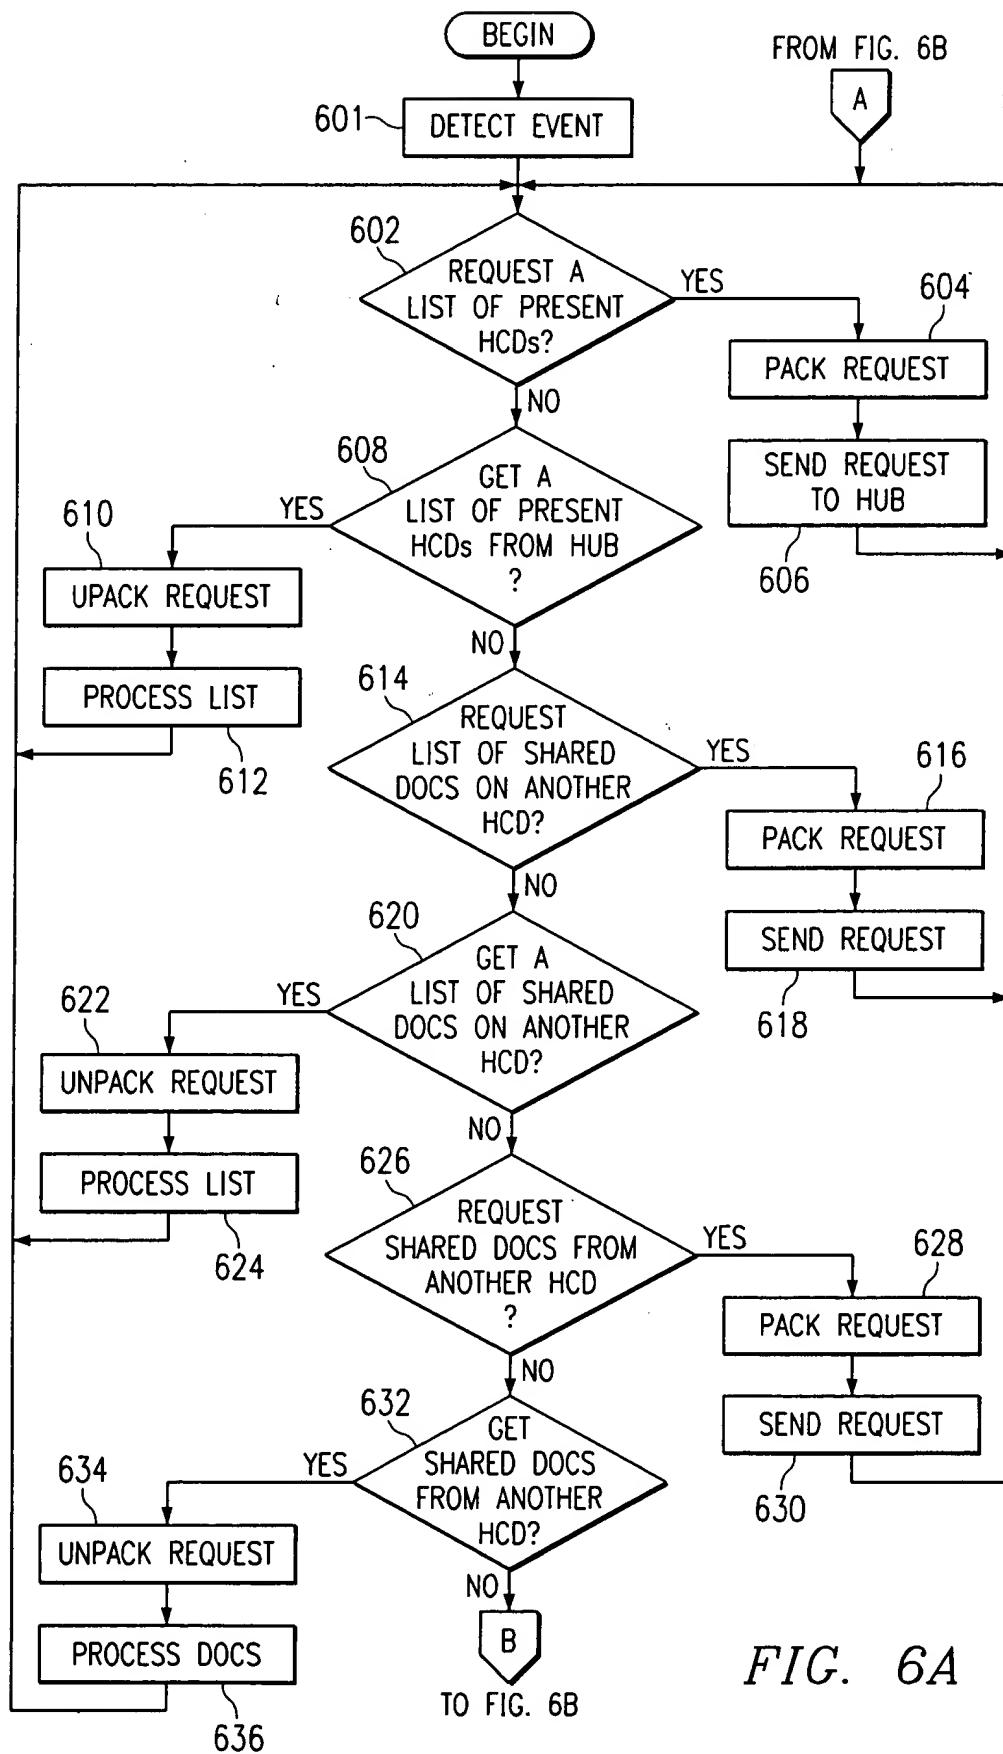 BEGIN
FROM FIG. 6B
A
601
DETECT EVENT
602
REQUEST A
LIST OF PRESENT
HCDs?
YES
604
PACK REQUEST
NO
SEND REQUEST
TO HUB
606
608
GET A
LIST OF PRESENT
HCDs FROM HUB
?
YES
610
UPACK REQUEST
PROCESS LIST
612
NO
614
REQUEST
LIST OF SHARED
DOCS ON ANOTHER
HCD?
YES
616
PACK REQUEST
SEND REQUEST
618
NO
620
GET A
LIST OF SHARED
DOCS ON ANOTHER
HCD?
YES
622
UNPACK REQUEST
PROCESS LIST
624
NO
626
REQUEST
SHARED DOCS FROM
ANOTHER HCD
?
YES
628
PACK REQUEST
SEND REQUEST
630
NO
632
GET
SHARED DOCS
FROM ANOTHER
HCD?
YES
634
UNPACK REQUEST
PROCESS DOCS
636
NO
B
TO FIG. 6B
FIG. 6A